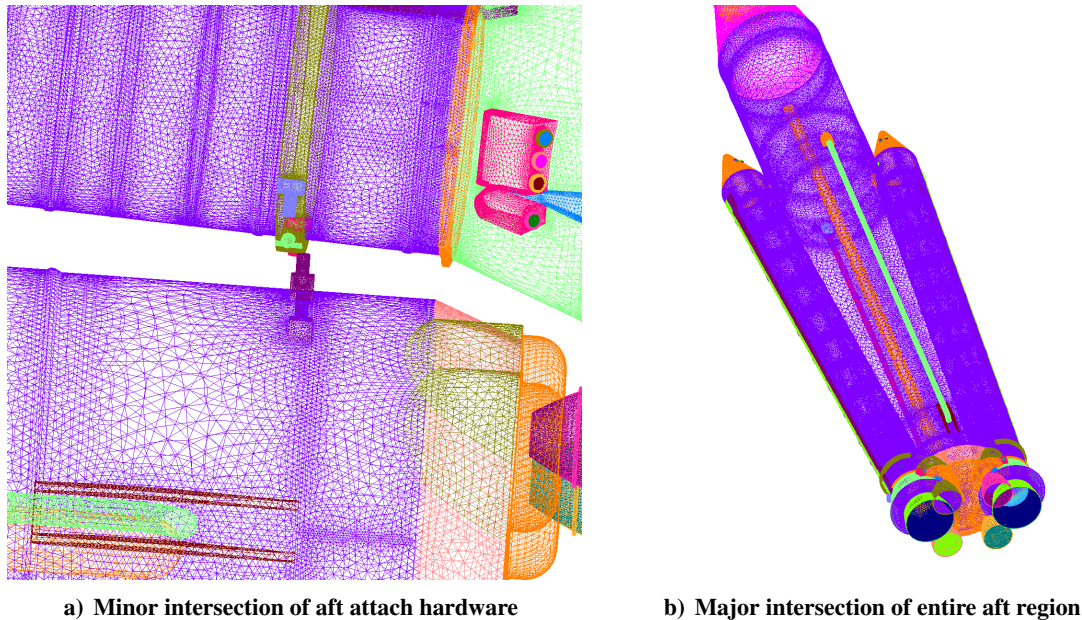 a) Minor intersection of aft attach hardware
b) Major intersection of entire aft region